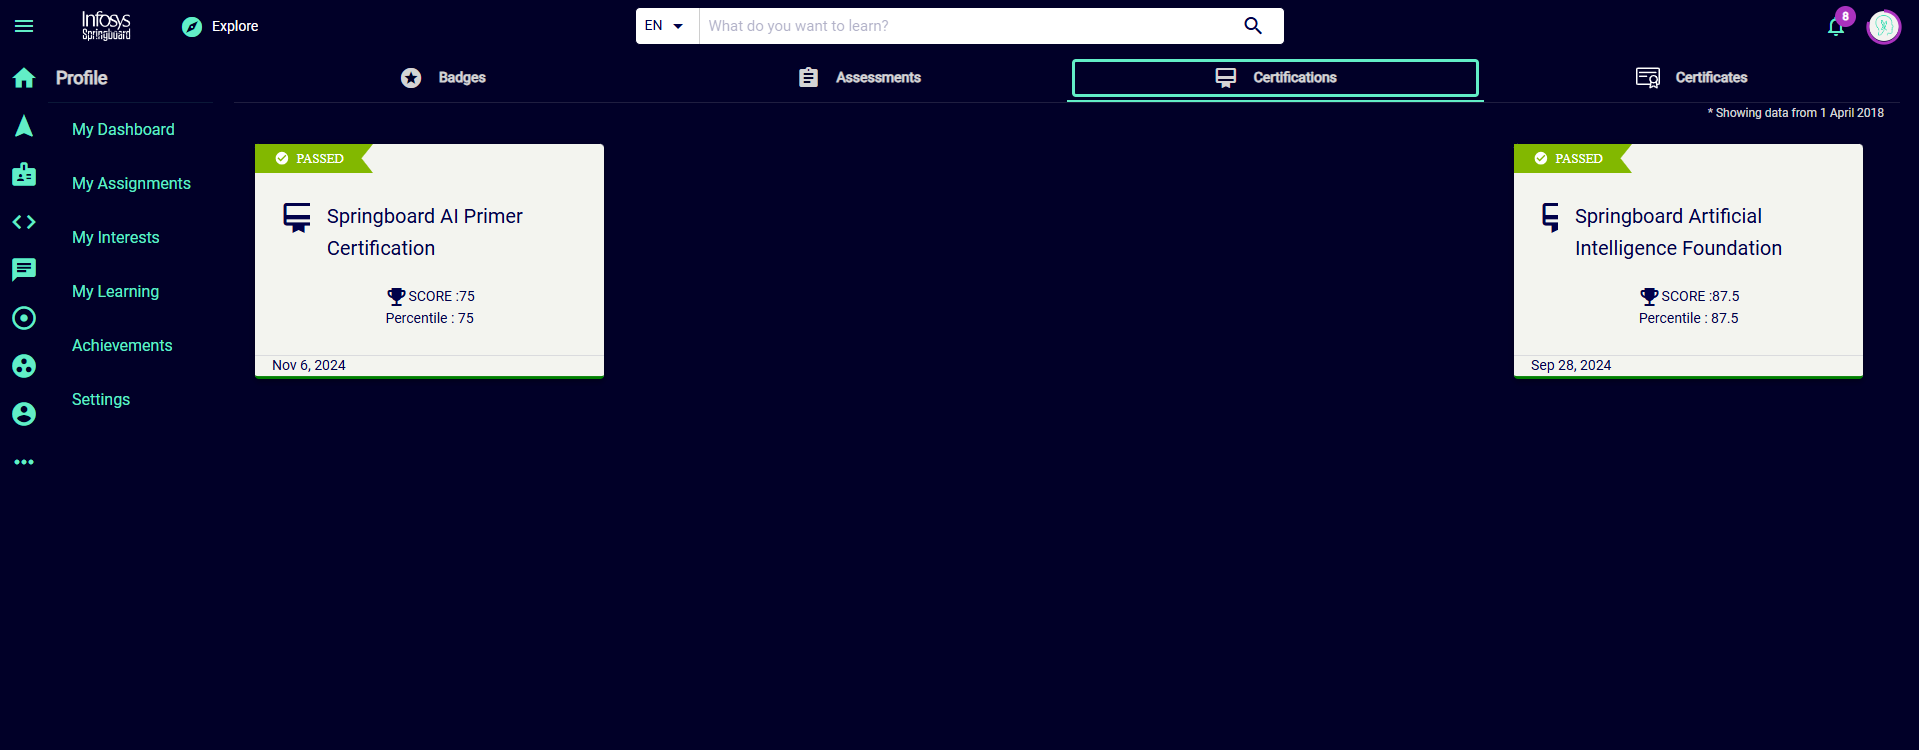 Infosys
Springboard
Explore
EN
What do you want to learn?
8
Profile
Badges
Assessments
Certifications
Certificates
* Showing data from 1 April 2018
My Dashboard
My Assignments
My Interests
My Learning
Achievements
Settings
PASSED
Springboard AI Primer
Certification
SCORE :75
Percentile : 75
Nov 6, 2024
PASSED
Springboard Artificial
Intelligence Foundation
SCORE :87.5
Percentile : 87.5
Sep 28, 2024